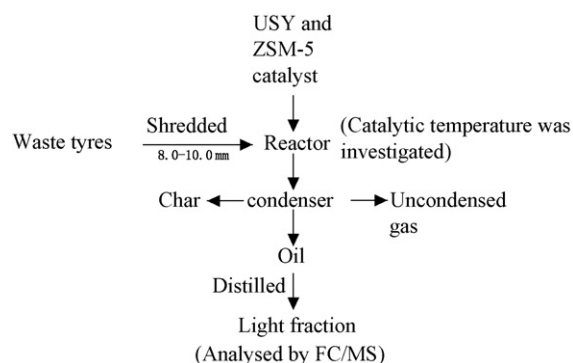 USY and
ZSM-5
catalyst
Waste tyres
Shredded
8.0-10.0mm
Reactor
(Catalytic temperature was
investigated)
Char
condenser
Uncondensed
gas
Oil
Distilled
Light fraction
(Analysed by FC/MS)